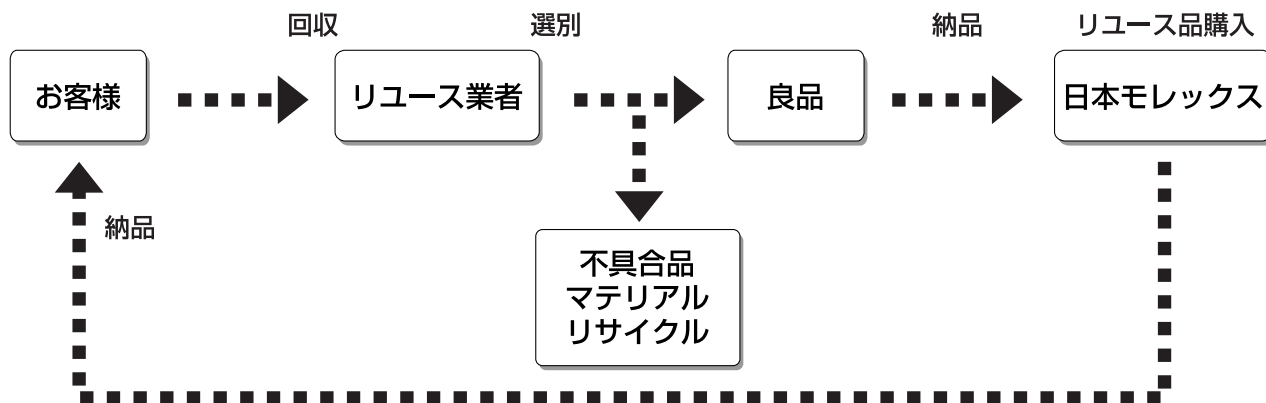 回収
選別
納品
リユース品購入
お客様
リユース業者
良品
日本モレックス
納品
不具合品
マテリアル
リサイクル